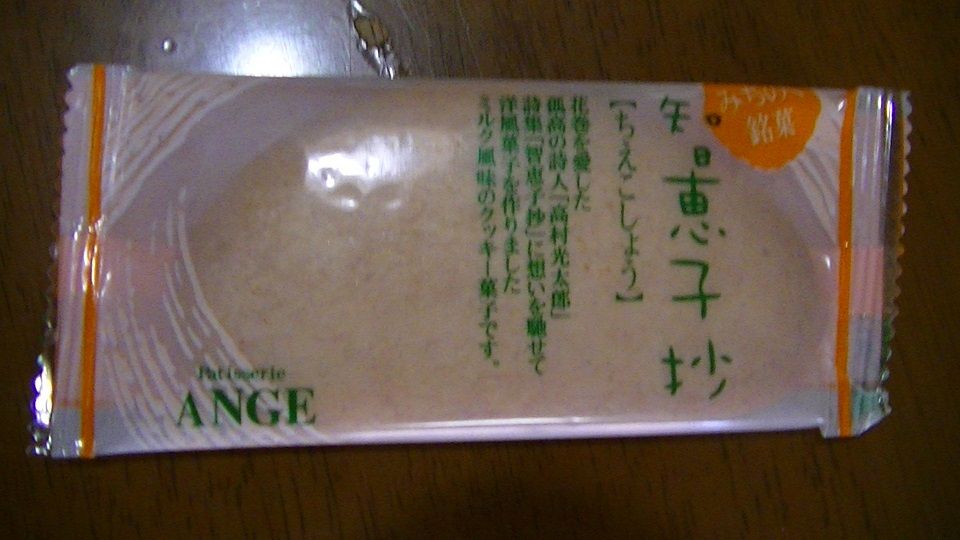 みちのく
銘菓
智恵子抄
【ちえこしょう】
花巻を愛した
孤高の詩人「高村光太郎」
詩集「智恵子抄」に想いを馳せて
洋風菓子を作りました
ミルク風味のクッキー菓子です。
Patisserie
ANGE